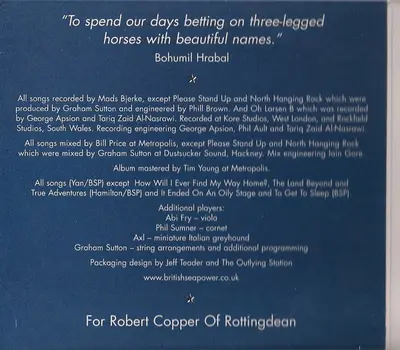 "To spend our days betting on three-legged
horses with beautiful names."
Bohumil Hrabal
All songs recorded by Mads Bjerke, except Please Stand Up and North Hanging Rock which were
produced by Graham Sutton and engineered by Phill Brown. And Oh Larsen B which was recorded
by George Apsion and Tariq Zaid Al-Nasrawi. Recorded at Kore Studios, West London, and Rockfield
Studios, South Wales. Recording engineering George Apsion, Phil Ault and Tariq Zaid Al-Nasrawi.
All songs mixed by Bill Price at Metropolis, except Please Stand Up and North Hanging Rock
which were mixed by Graham Sutton at Dustsucker Sound, Hackney. Mix engineering Iain Gore
Album mastered by Tim Young at Metropolis.
All songs (Yan/BSP) except How Will I Ever Find My Way Home?, The Land Beyond and
True Adventures (Hamilton/BSP) and It Ended On An Oily Stage and To Get To Sleep (BSP)
Additional players:
Abi Fry – viola
Phil Sumner – cornet
Axl – miniature Italian greyhound
Graham Sutton – string arrangements and additional programming
Packaging design by Jeff Teader and The Outlying Station
www.britishseapower.co.uk
For Robert Copper Of Rottingdean